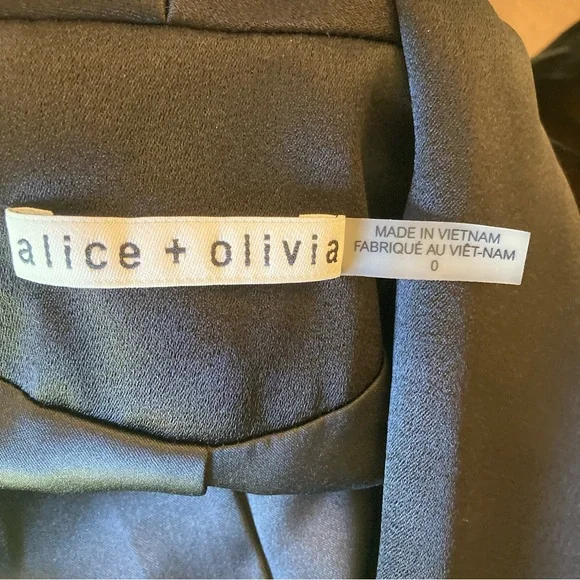 alice + olivia
MADE IN VIETNAM
FABRIQUÉ AU VIÊT-NAM
0